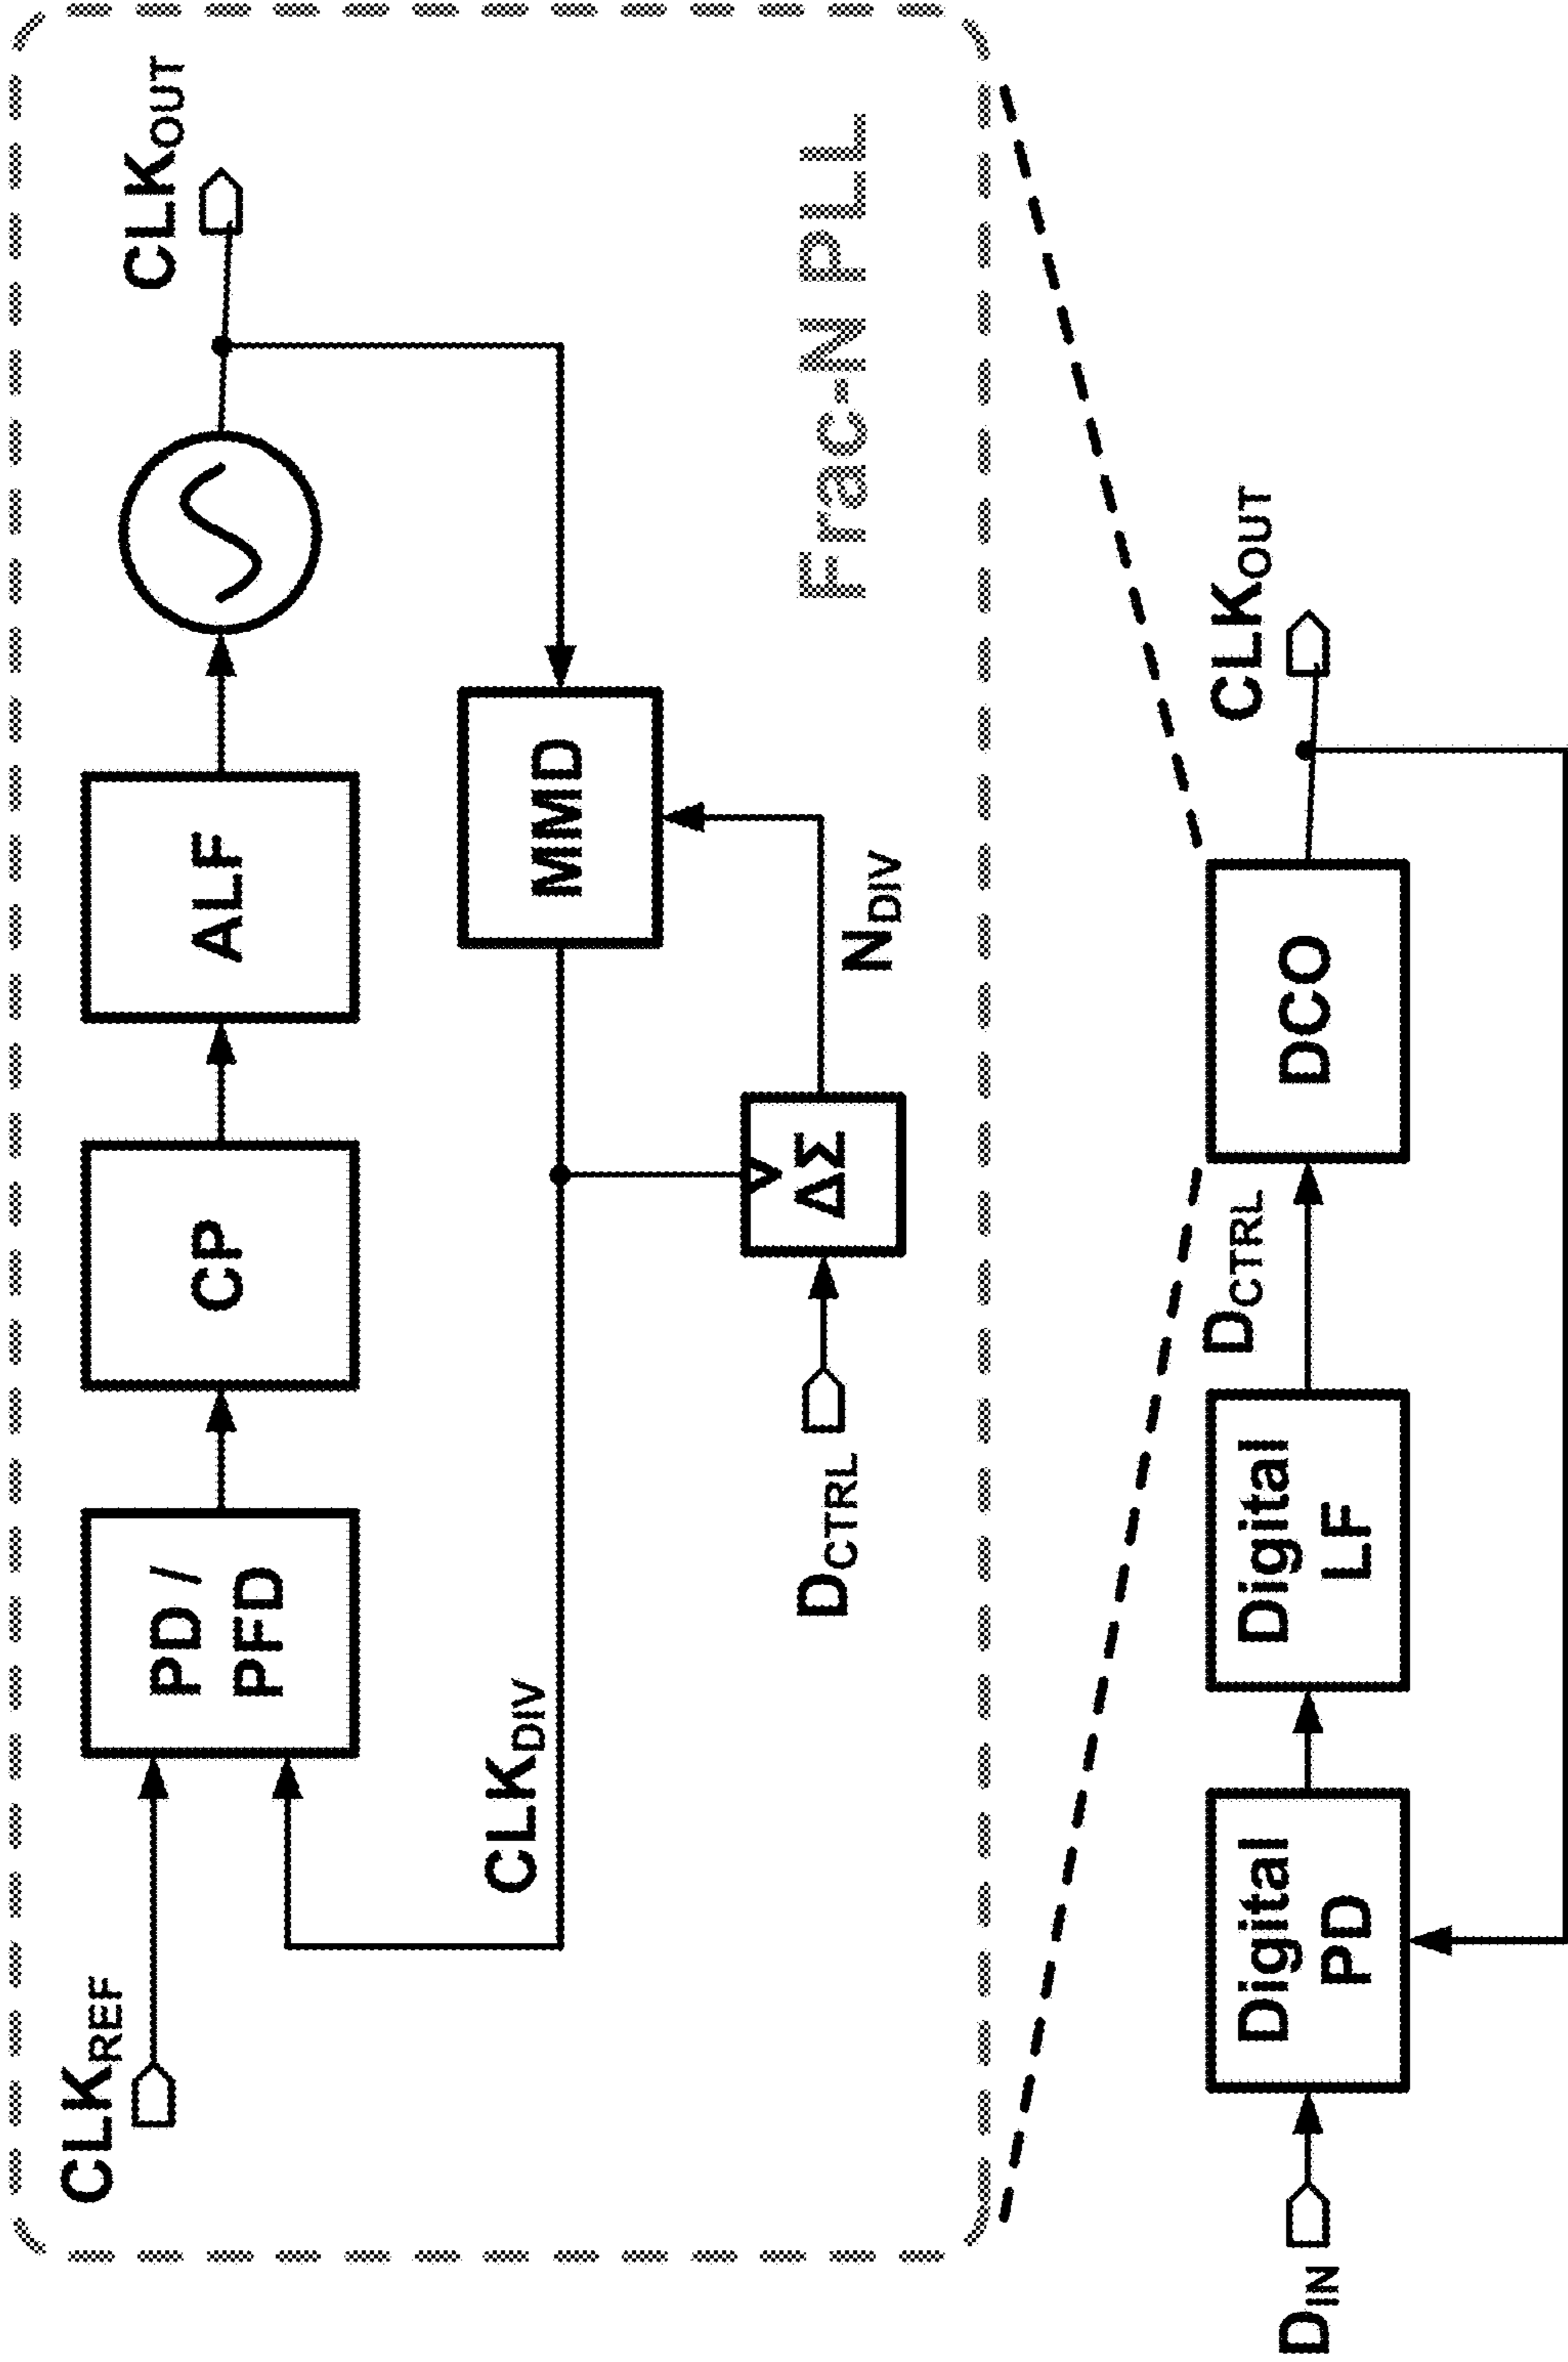 CLKREF
PD /
PFD
CP
ALF
CLKOUT
CLKDIV
MMD
DCTRL
ΔΣ
NDIV
Frac-N PLL
DIN
Digital
PD
Digital
LF
DCTRL
DCO
CLKOUT